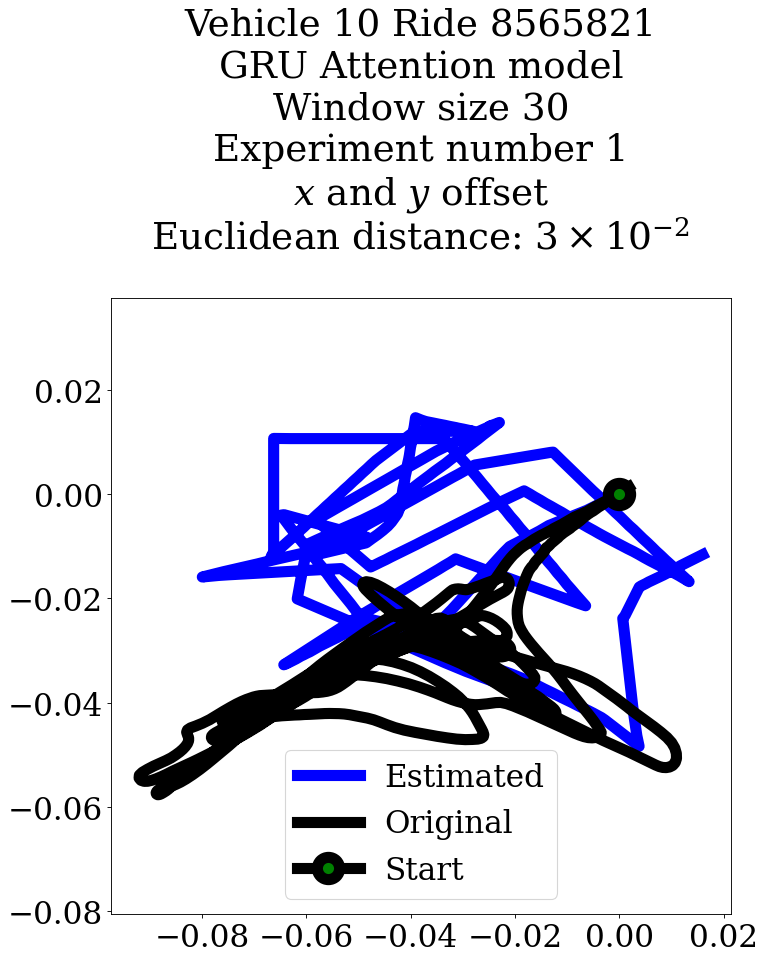 Vehicle 10 Ride 8565821
GRU Attention model
Window size 30
Experiment number 1
x and y offset
Euclidean distance: 3 × 10⁻²
0.02
0.00
−0.02
−0.04
−0.06
−0.08
Estimated
Original
Start
−0.08 −0.06 −0.04 −0.02 0.00 0.02